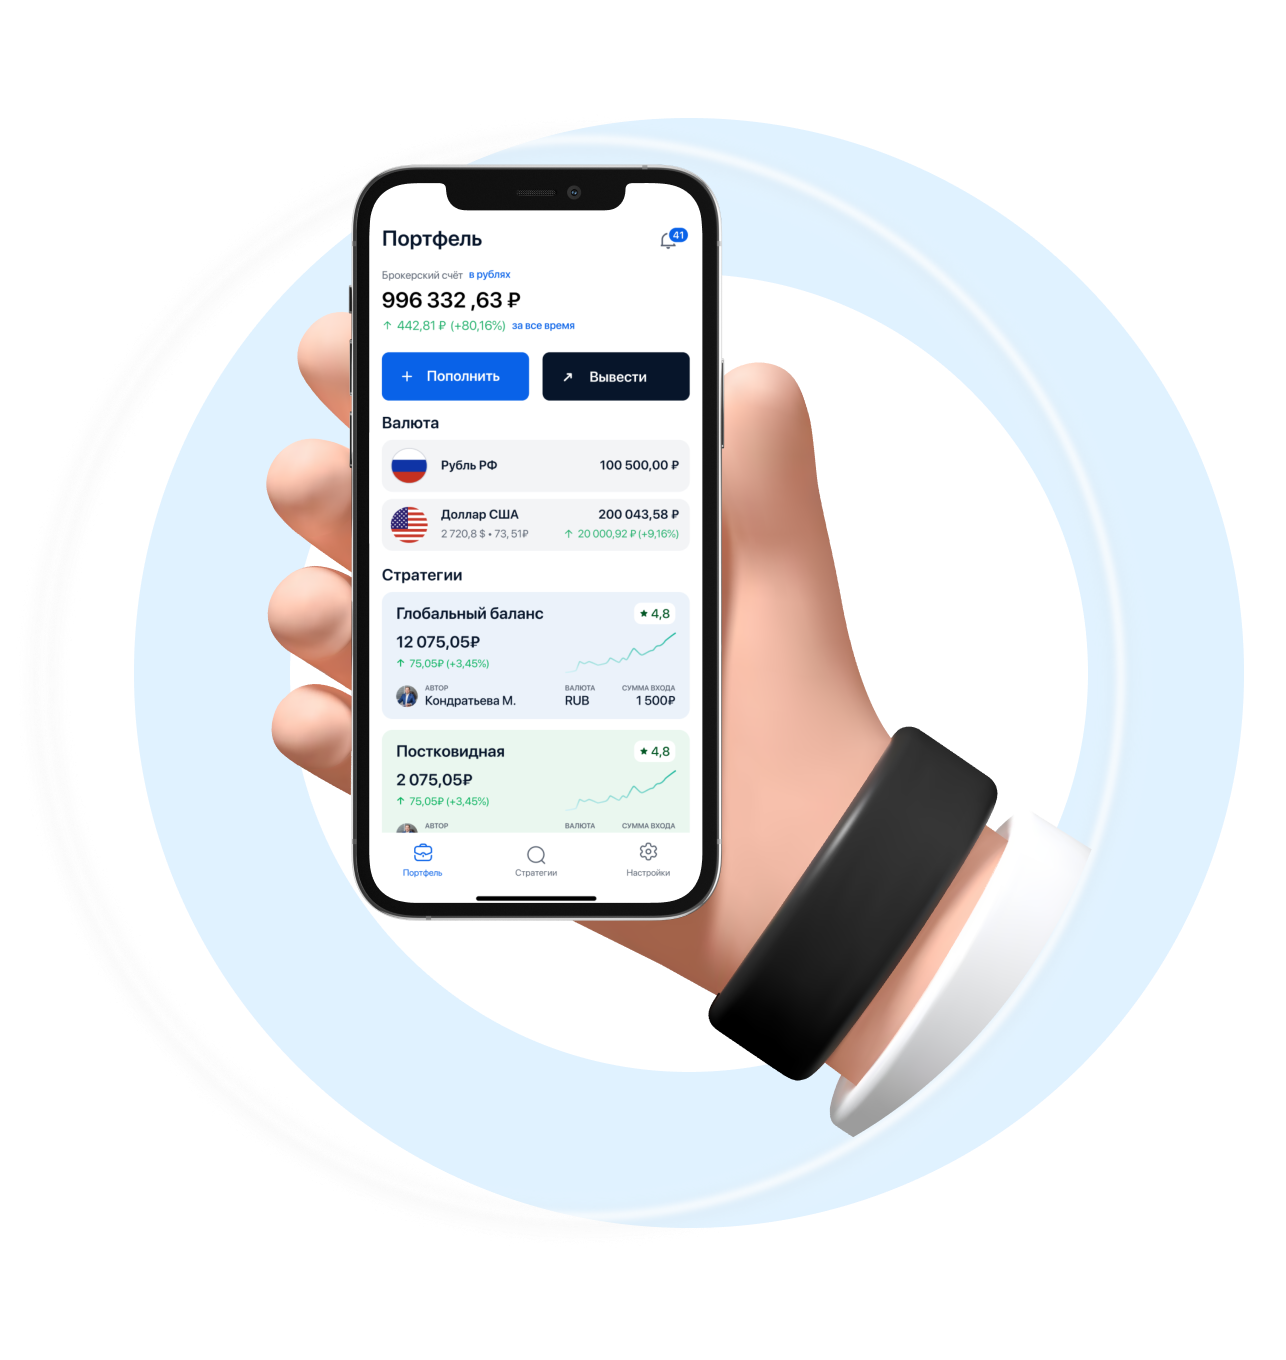 Портфель
41
Брокерский счёт в рублях
996 332 ,63 ₽
↑ 442,81 ₽ (+80,16%) за все время
+ Пополнить
↗ Вывести
Валюта
Рубль РФ 100 500,00 ₽
Доллар США 200 043,58 ₽
2 720,8 $ • 73, 51₽ ↑ 20 000,92 ₽ (+9,16%)
Стратегии
Глобальный баланс ★ 4,8
12 075,05₽
↑ 75,05₽ (+3,45%)
АВТОР ВАЛЮТА СУММА ВХОДА
Кондратьева М. RUB 1 500₽
Постковидная ★ 4,8
2 075,05₽
↑ 75,05₽ (+3,45%)
АВТОР ВАЛЮТА СУММА ВХОДА
Портфель Стратегии Настройки